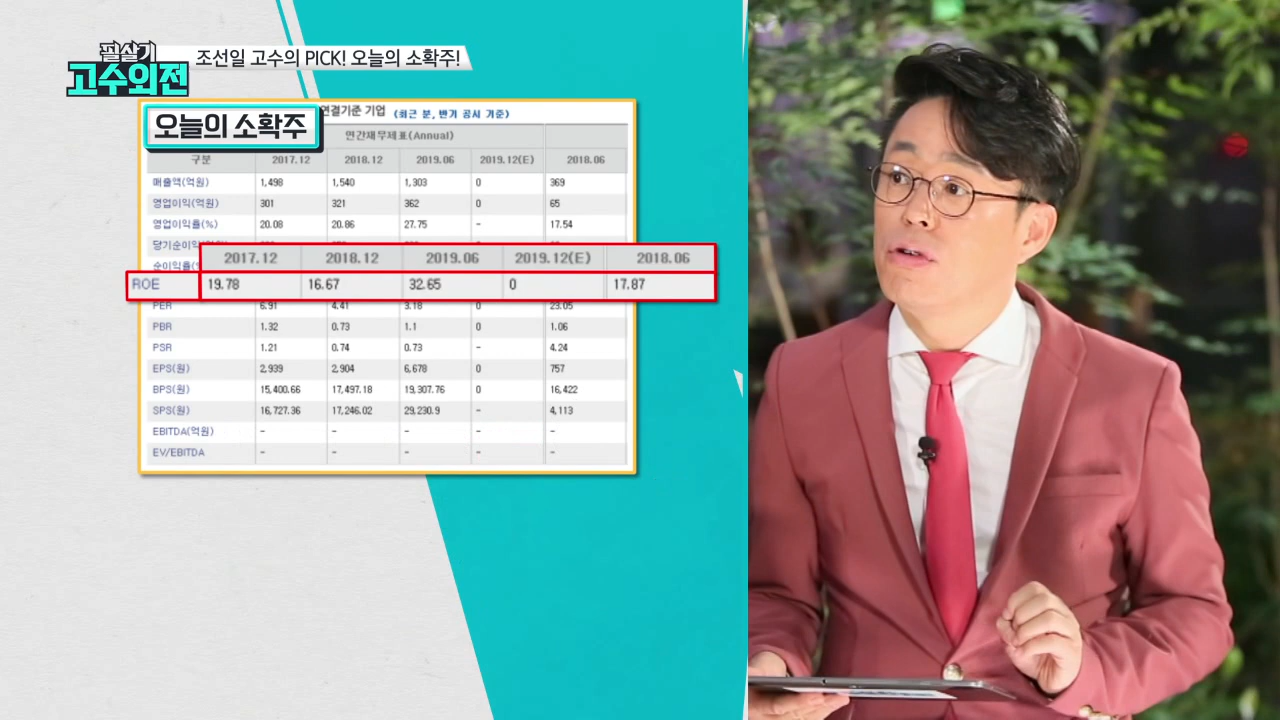 필살기
고수외전
조선일 고수의 PICK! 오늘의 소확주!
오늘의 소확주
연결기준 기업 (최근 분, 반기 공시 기준)
연간재무제표(Annual)
구분 2017.12 2018.12 2019.06 2019.12(E) 2018.06
매출액(억원) 1,498 1,540 1,303 0 369
영업이익(억원) 301 321 362 0 65
영업이익률(%) 20.08 20.86 27.75 - 17.54
당기순이익
순이익률(
2017.12 2018.12 2019.06 2019.12(E) 2018.06
ROE 19.78 16.67 32.65 0 17.87
PER 6.91 4.41 3.18 0 23.05
PBR 1.32 0.73 1.1 0 1.06
PSR 1.21 0.74 0.73 - 4.24
EPS(원) 2,939 2,904 6,678 0 757
BPS(원) 15,400.66 17,497.18 19,307.76 0 16,422
SPS(원) 16,727.36 17,246.02 29,230.9 - 4,113
EBITDA(억원) - - - - -
EV/EBITDA - - - - -